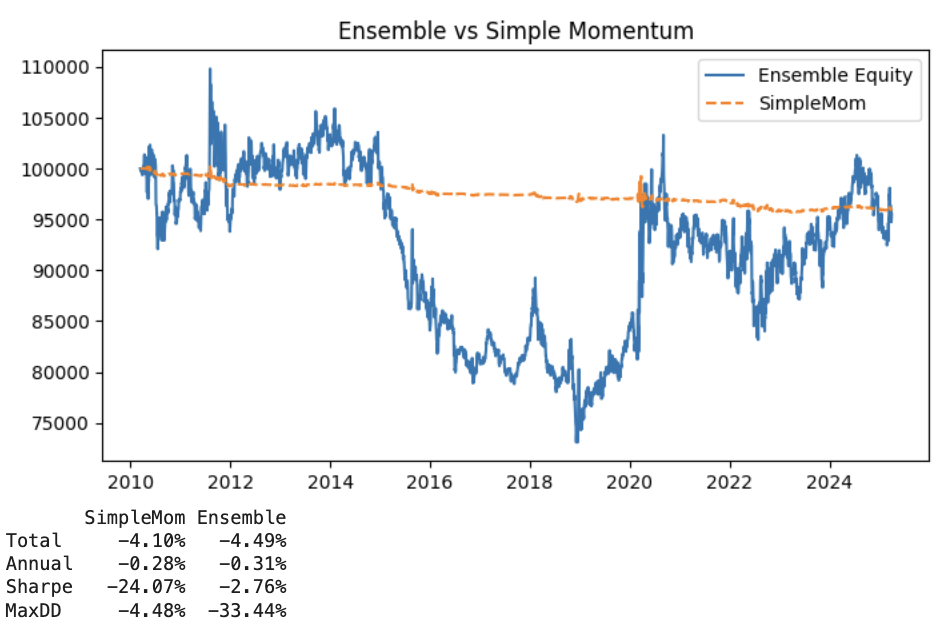 Ensemble vs Simple Momentum
110000
105000
100000
95000
90000
85000
80000
75000
Ensemble Equity
SimpleMom
2010 2012 2014 2016 2018 2020 2022 2024
SimpleMom Ensemble
Total -4.10% -4.49%
Annual -0.28% -0.31%
Sharpe -24.07% -2.76%
MaxDD -4.48% -33.44%